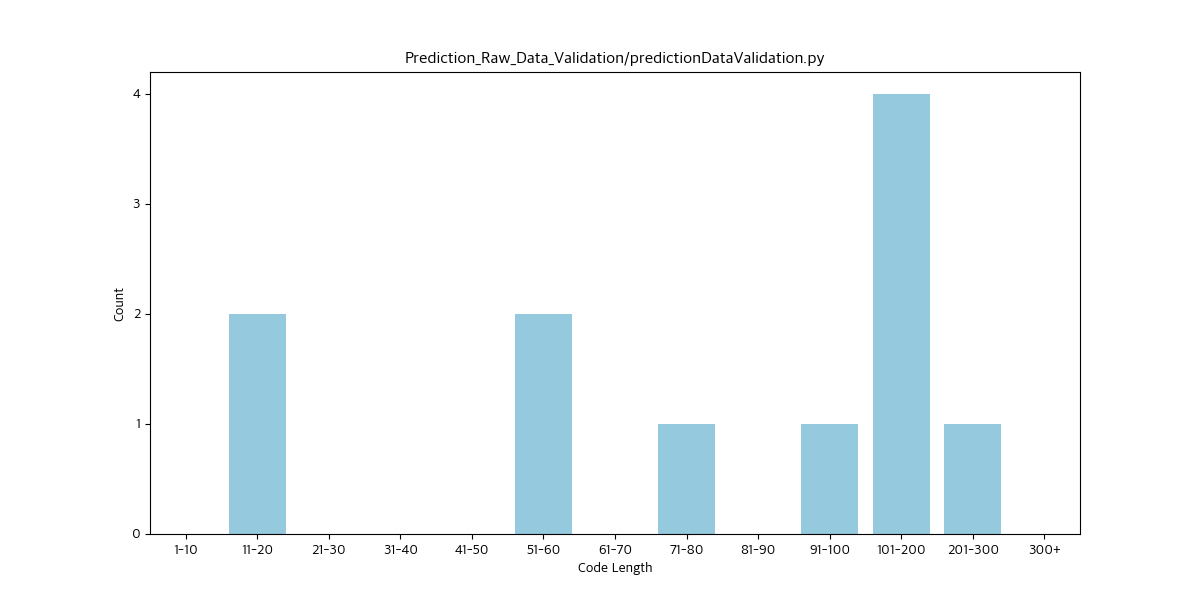 Prediction_Raw_Data_Validation/predictionDataValidation.py
4
3
2
1
0
Count
1-10 11-20 21-30 31-40 41-50 51-60 61-70 71-80 81-90 91-100 101-200 201-300 300+
Code Length